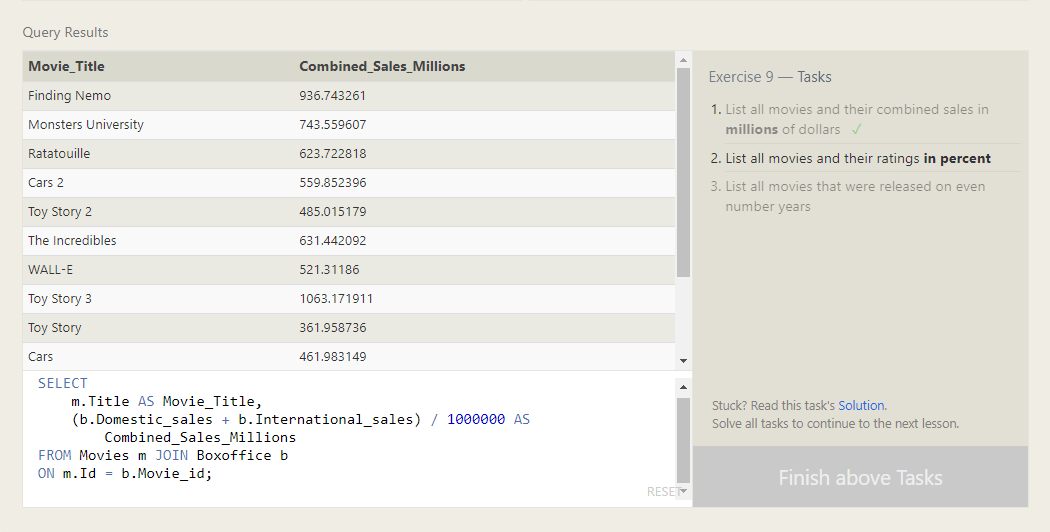 Query Results
Movie_Title Combined_Sales_Millions
Finding Nemo 936.743261
Monsters University 743.559607
Ratatouille 623.722818
Cars 2 559.852396
Toy Story 2 485.015179
The Incredibles 631.442092
WALL-E 521.31186
Toy Story 3 1063.171911
Toy Story 361.958736
Cars 461.983149
SELECT
m.Title AS Movie_Title,
(b.Domestic_sales + b.International_sales) / 1000000 AS
Combined_Sales_Millions
FROM Movies m JOIN Boxoffice b
ON m.Id = b.Movie_id;
RESET
Exercise 9 — Tasks
1. List all movies and their combined sales in
millions of dollars ✓
2. List all movies and their ratings in percent
3. List all movies that were released on even
number years
Stuck? Read this task's Solution.
Solve all tasks to continue to the next lesson.
Finish above Tasks